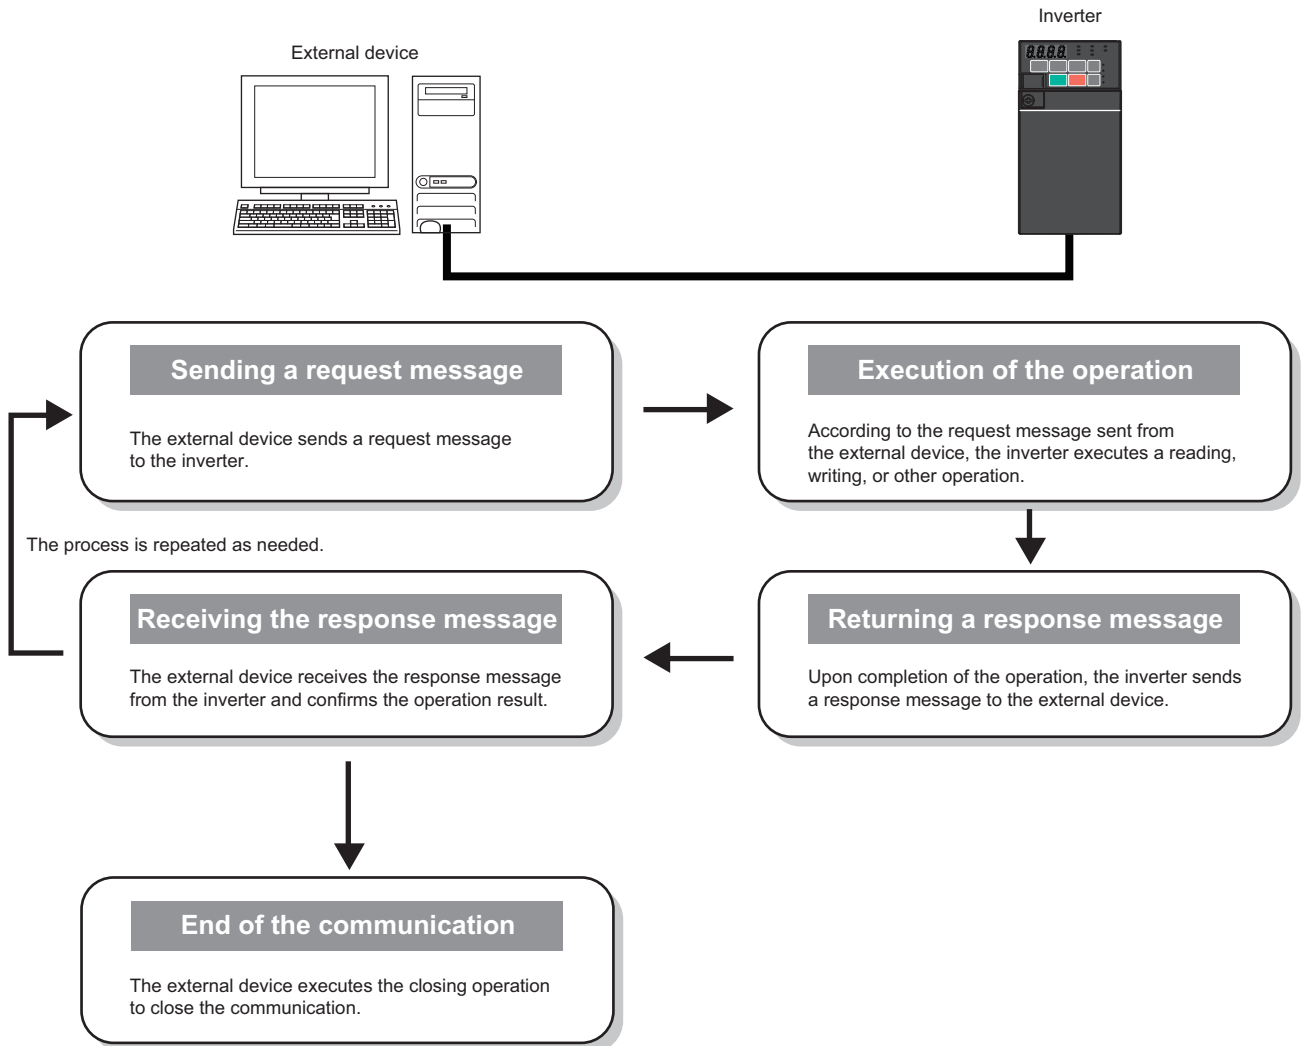 Inverter
External device
8.8.8.8.
Sending a request message
The external device sends a request message
to the inverter.
Execution of the operation
According to the request message sent from
the external device, the inverter executes a reading,
writing, or other operation.
The process is repeated as needed.
Receiving the response message
The external device receives the response message
from the inverter and confirms the operation result.
Returning a response message
Upon completion of the operation, the inverter sends
a response message to the external device.
End of the communication
The external device executes the closing operation
to close the communication.